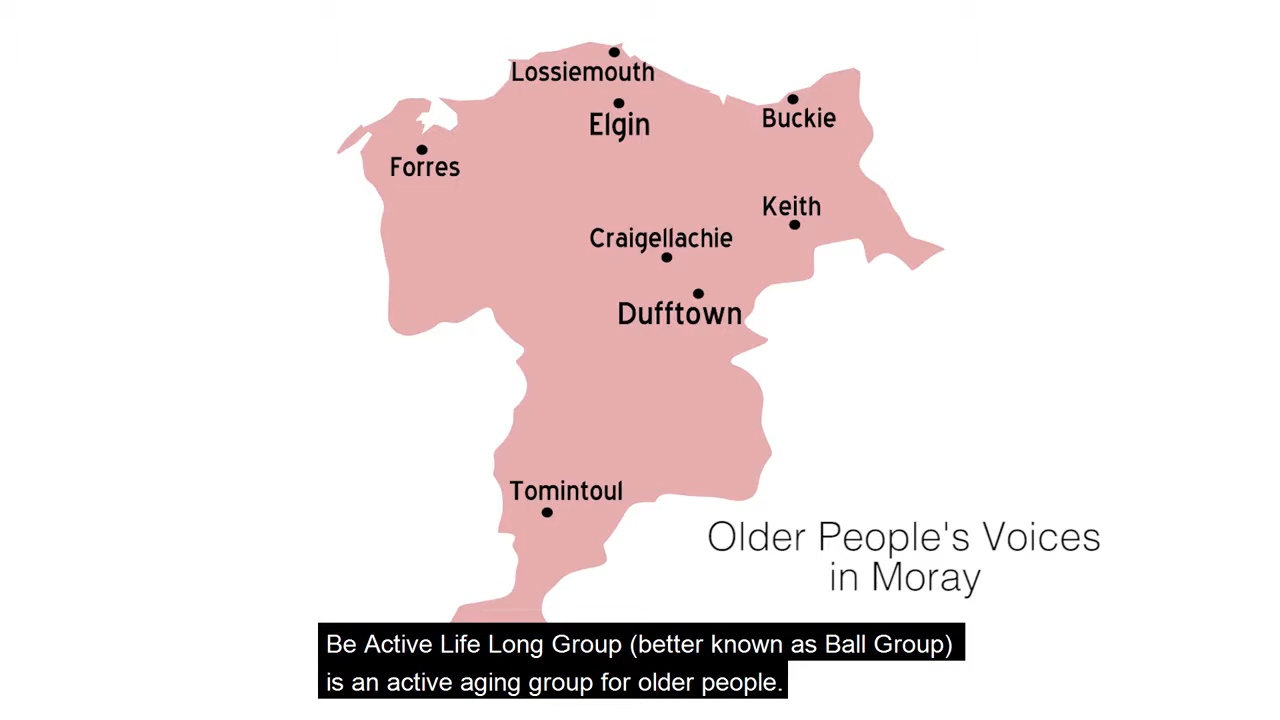 Lossiemouth
Elgin
Buckie
Forres
Keith
Craigellachie
Dufftown
Tomintoul
Older People's Voices
in Moray
Be Active Life Long Group (better known as Ball Group)
is an active aging group for older people.